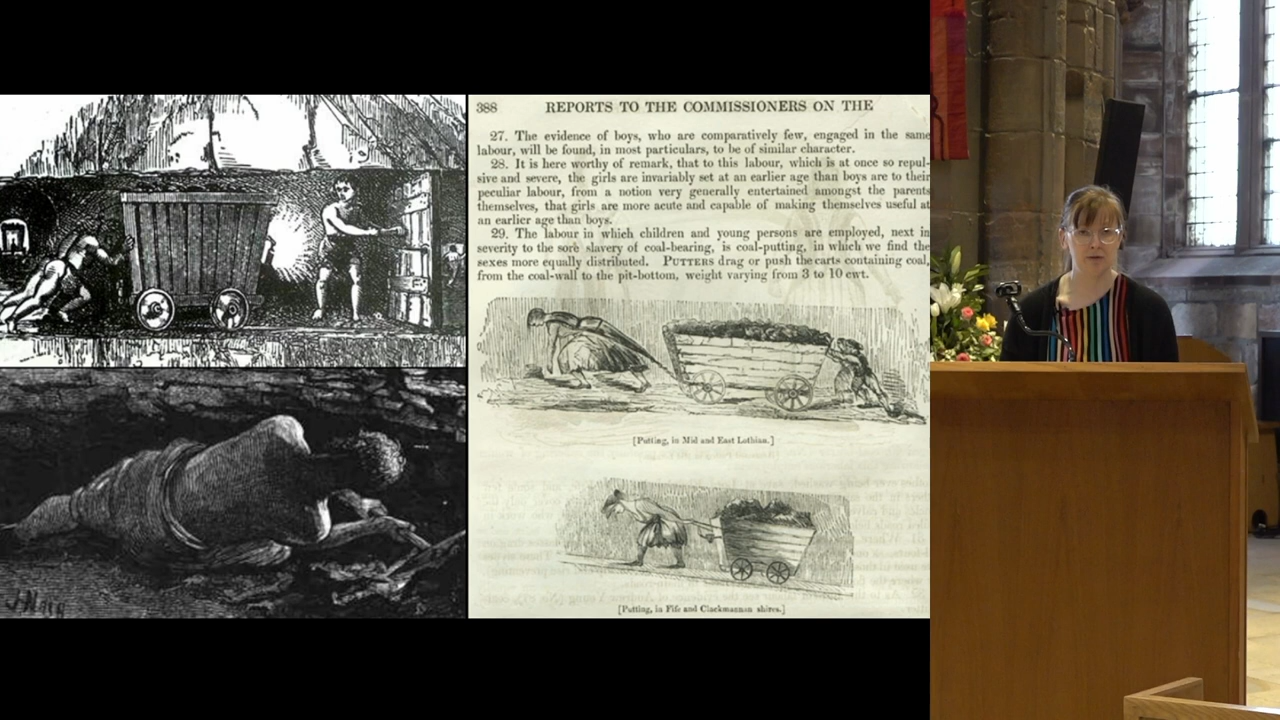 388 REPORTS TO THE COMMISSIONERS ON THE
27. The evidence of boys, who are comparatively few, engaged in the same
labour, will be found, in most particulars, to be of similar character.
28. It is here worthy of remark, that to this labour, which is at once so repul-
sive and severe, the girls are invariably set at an earlier age than boys are to their
peculiar labour, from a notion very generally entertained amongst the parents
themselves, that girls are more acute and capable of making themselves useful at
an earlier age than boys.
29. The labour in which children and young persons are employed, next in
severity to the sore slavery of coal-bearing, is coal-putting, in which we find the
sexes more equally distributed. PUTTERS drag or push the carts containing coal,
from the coal-wall to the pit-bottom, weight varying from 3 to 10 cwt.
[Putting, in Mid and East Lothian.]
[Putting, in Fife and Clackmannan shires.]